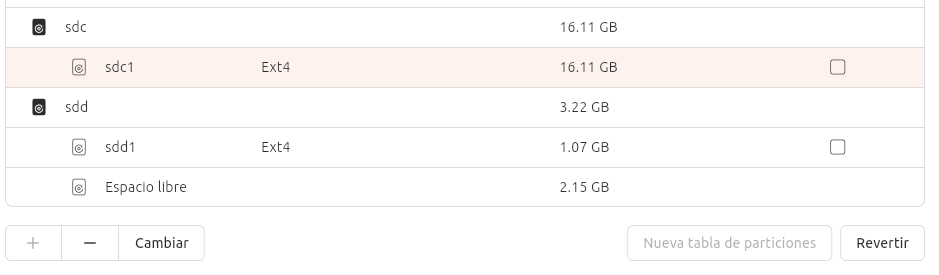 sdc 16.11 GB
sdc1 Ext4 16.11 GB
sdd 3.22 GB
sdd1 Ext4 1.07 GB
Espacio libre 2.15 GB
+ − Cambiar Nueva tabla de particiones Revertir